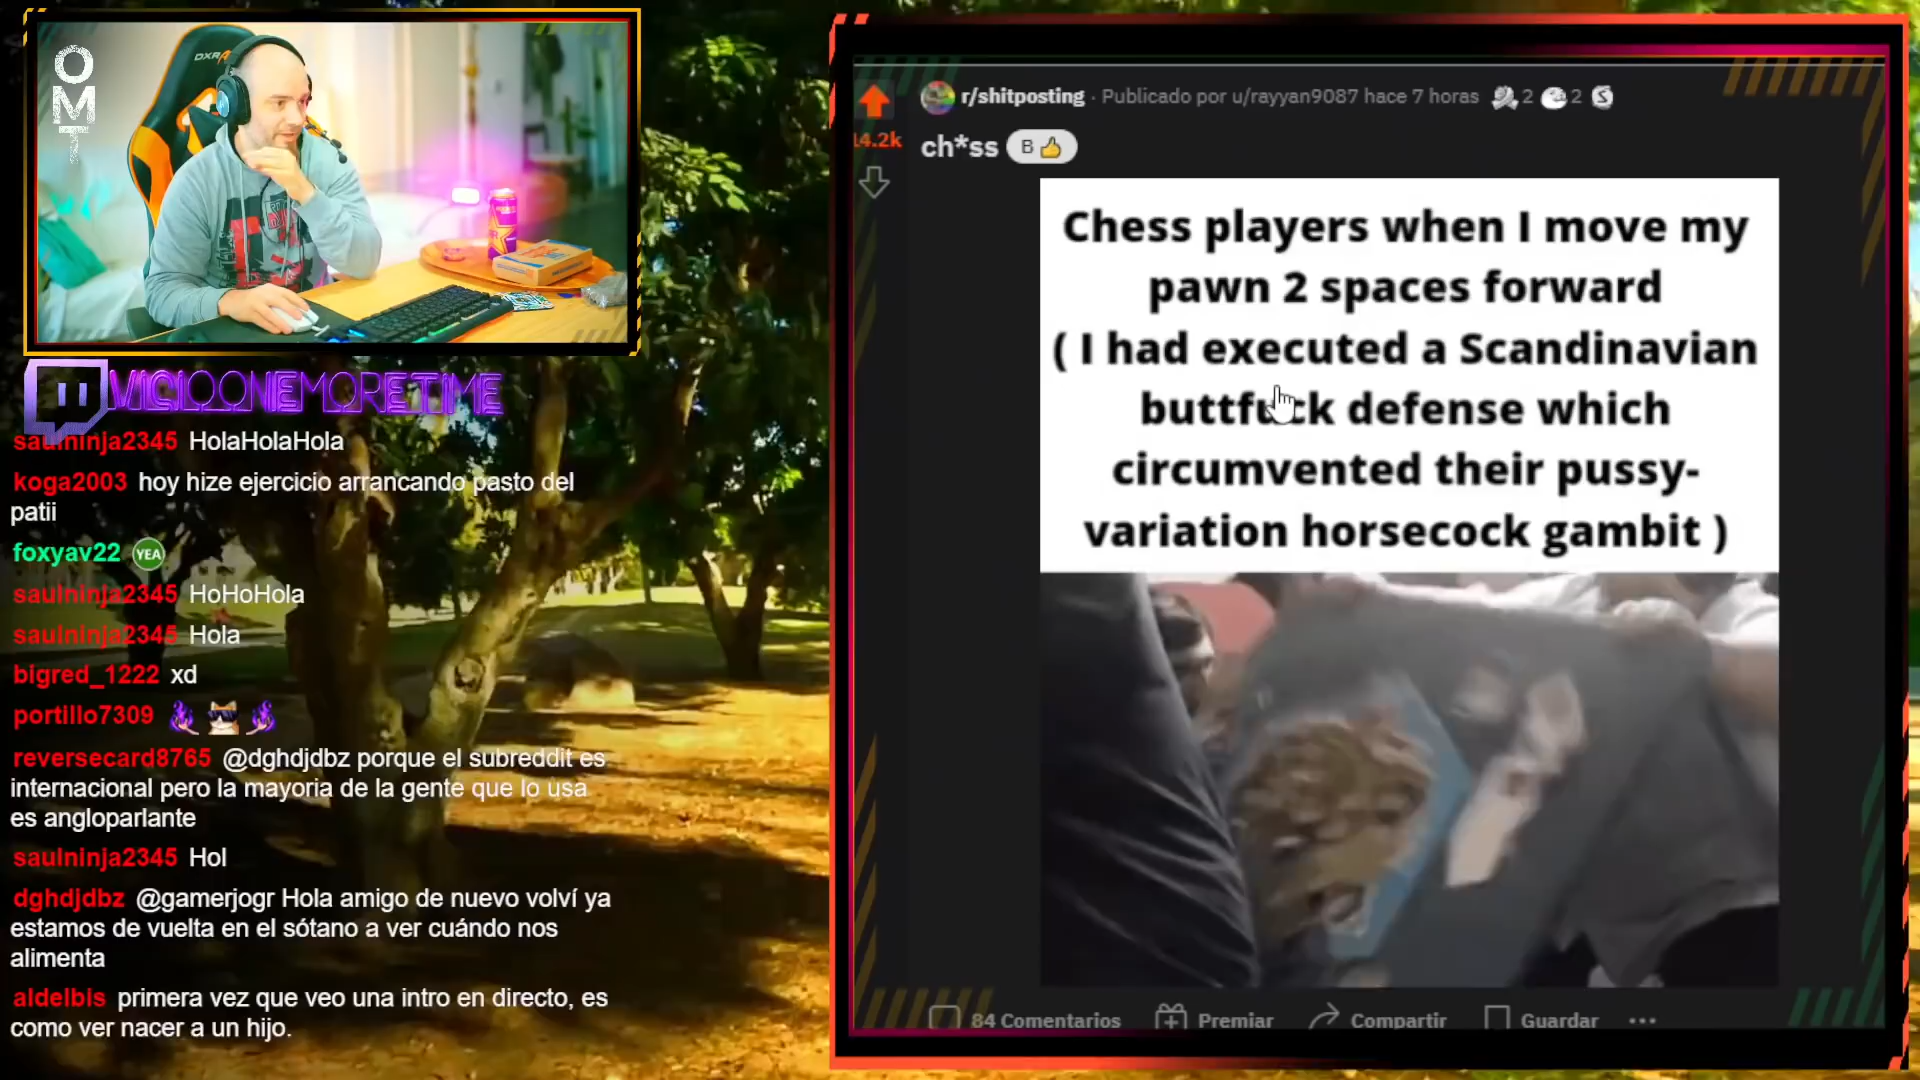 OMT
DXRA
VICIOONEMORETIME
saulninja2345 HolaHolaHola
koga2003 hoy hize ejercicio arrancando pasto del
patii
foxyav22 YEA
saulninja2345 HoHoHola
saulninja2345 Hola
bigred_1222 xd
portillo7309
reversecard8765 @dghdjdbz porque el subreddit es
internacional pero la mayoria de la gente que lo usa
es angloparlante
saulninja2345 Hol
dghdjdbz @gamerjogr Hola amigo de nuevo volví ya
estamos de vuelta en el sótano a ver cuándo nos
alimenta
aldelbis primera vez que veo una intro en directo, es
como ver nacer a un hijo.
r/shitposting · Publicado por u/rayyan9087 hace 7 horas 2 2 S
14.2k
ch*ss B
Chess players when I move my
pawn 2 spaces forward
( I had executed a Scandinavian
buttfuck defense which
circumvented their pussy-
variation horsecock gambit )
84 Comentarios Premiar Compartir Guardar ...